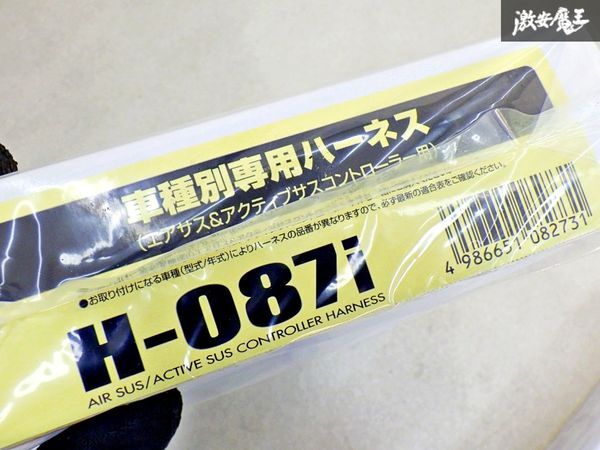 激安魔王
車種別専用ハーネス
(エアサス&アクティブサスコントローラー用)
●お取り付けになる車種(型式/年式)によりハーネスの品番が異なりますので、必ず最新の適合表をご確認ください。
H-087i
AIR SUS/ACTIVE SUS CONTROLLER HARNESS
4 986651 082731